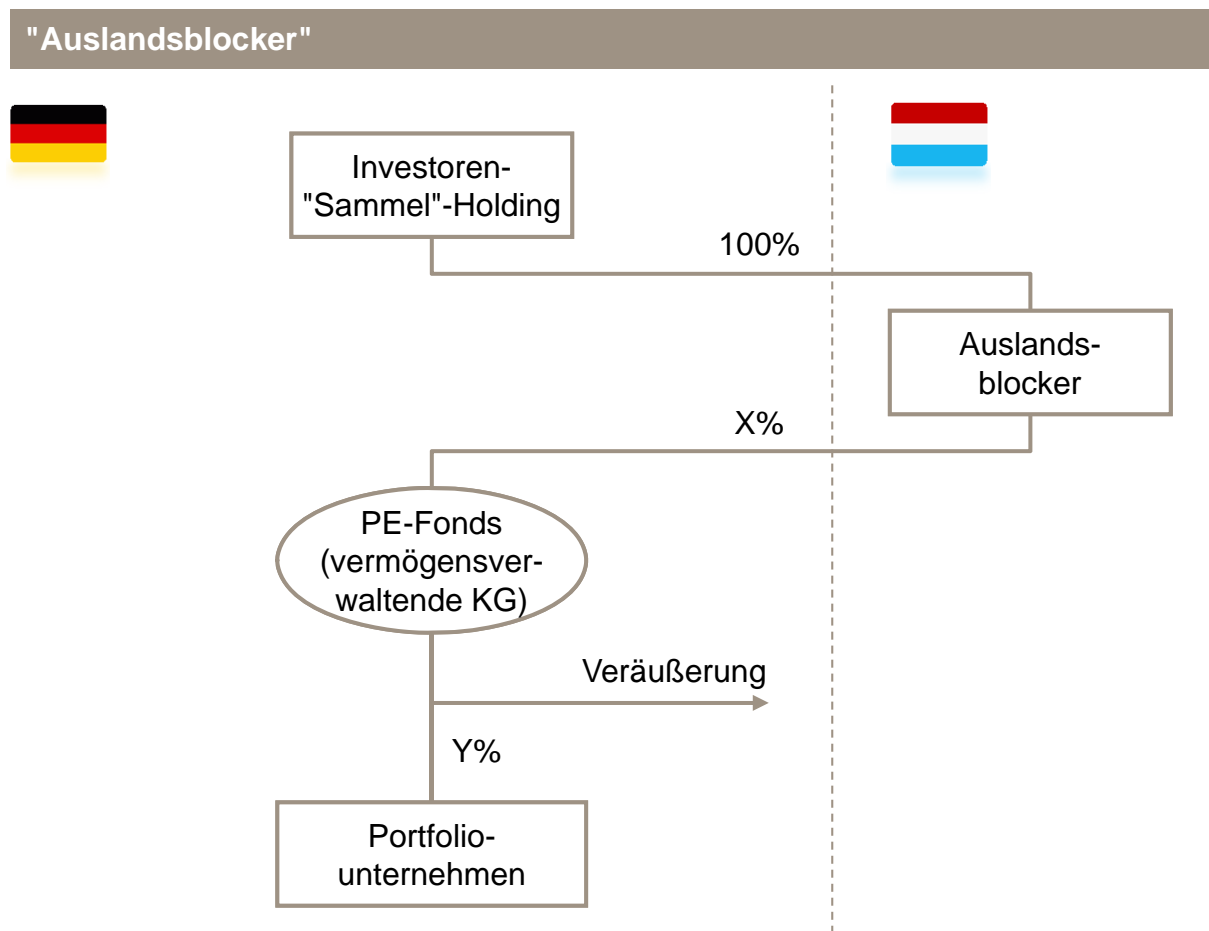 "Auslandsblocker"
Investoren-
"Sammel"-Holding
100%
Auslands-
blocker
X%
PE-Fonds
(vermögensver-
waltende KG)
Veräußerung
Y%
Portfolio-
unternehmen